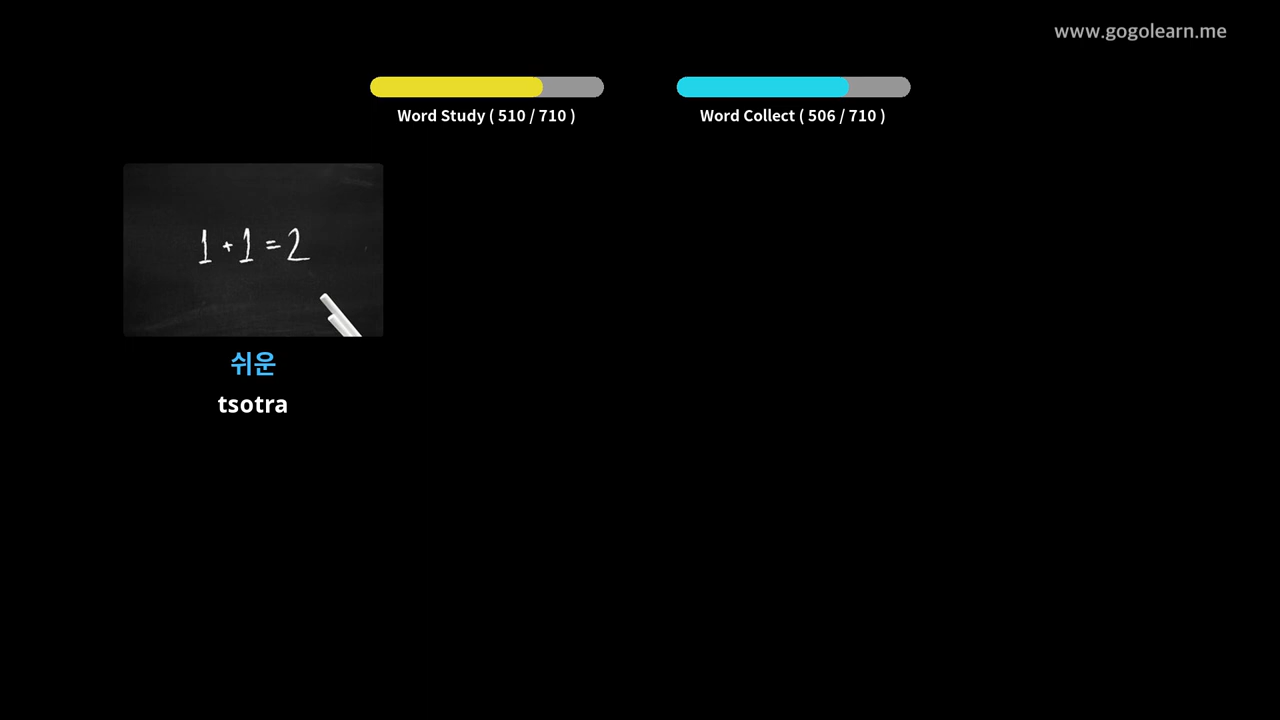 www.gogolearn.me
Word Study ( 510 / 710 )
Word Collect ( 506 / 710 )
1 + 1 = 2
쉬운
tsotra